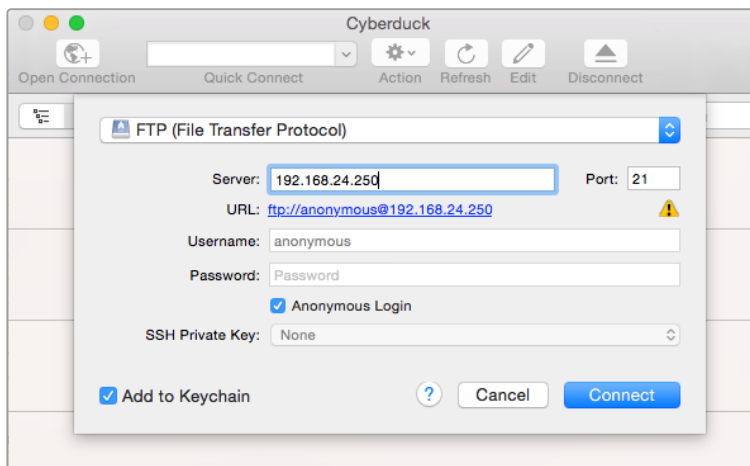 Cyberduck
Open Connection
Quick Connect
Action
Refresh
Edit
Disconnect
FTP (File Transfer Protocol)
Server: 192.168.24.250 Port: 21
URL: ftp://anonymous@192.168.24.250
Username: anonymous
Password: Password
Anonymous Login
SSH Private Key: None
Add to Keychain ? Cancel Connect